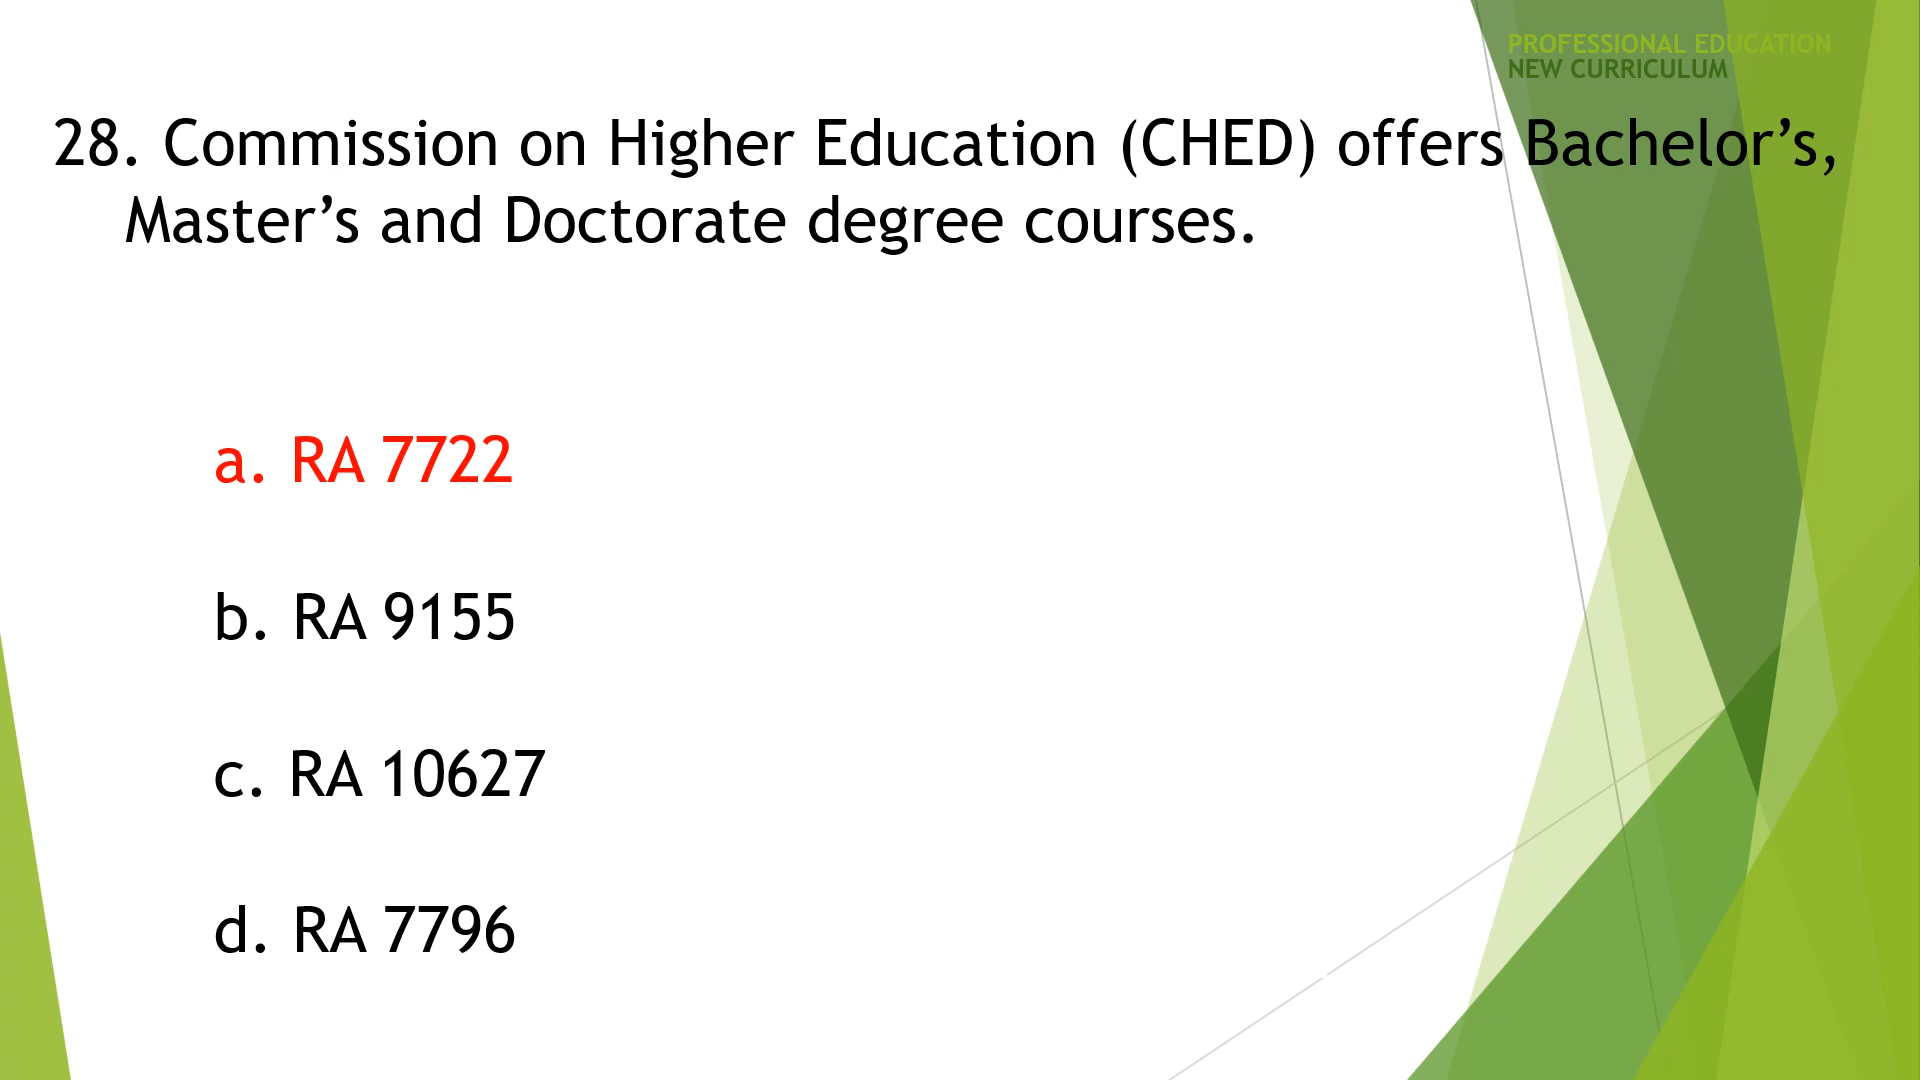 PROFESSIONAL EDUCATION
NEW CURRICULUM
28. Commission on Higher Education (CHED) offers Bachelor’s,
Master’s and Doctorate degree courses.
a. RA 7722
b. RA 9155
c. RA 10627
d. RA 7796